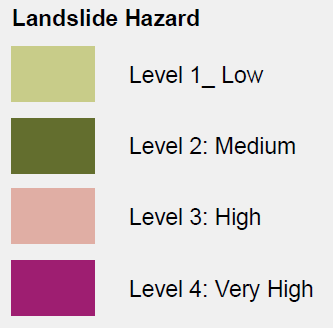 Landslide Hazard
Level 1_ Low
Level 2: Medium
Level 3: High
Level 4: Very High